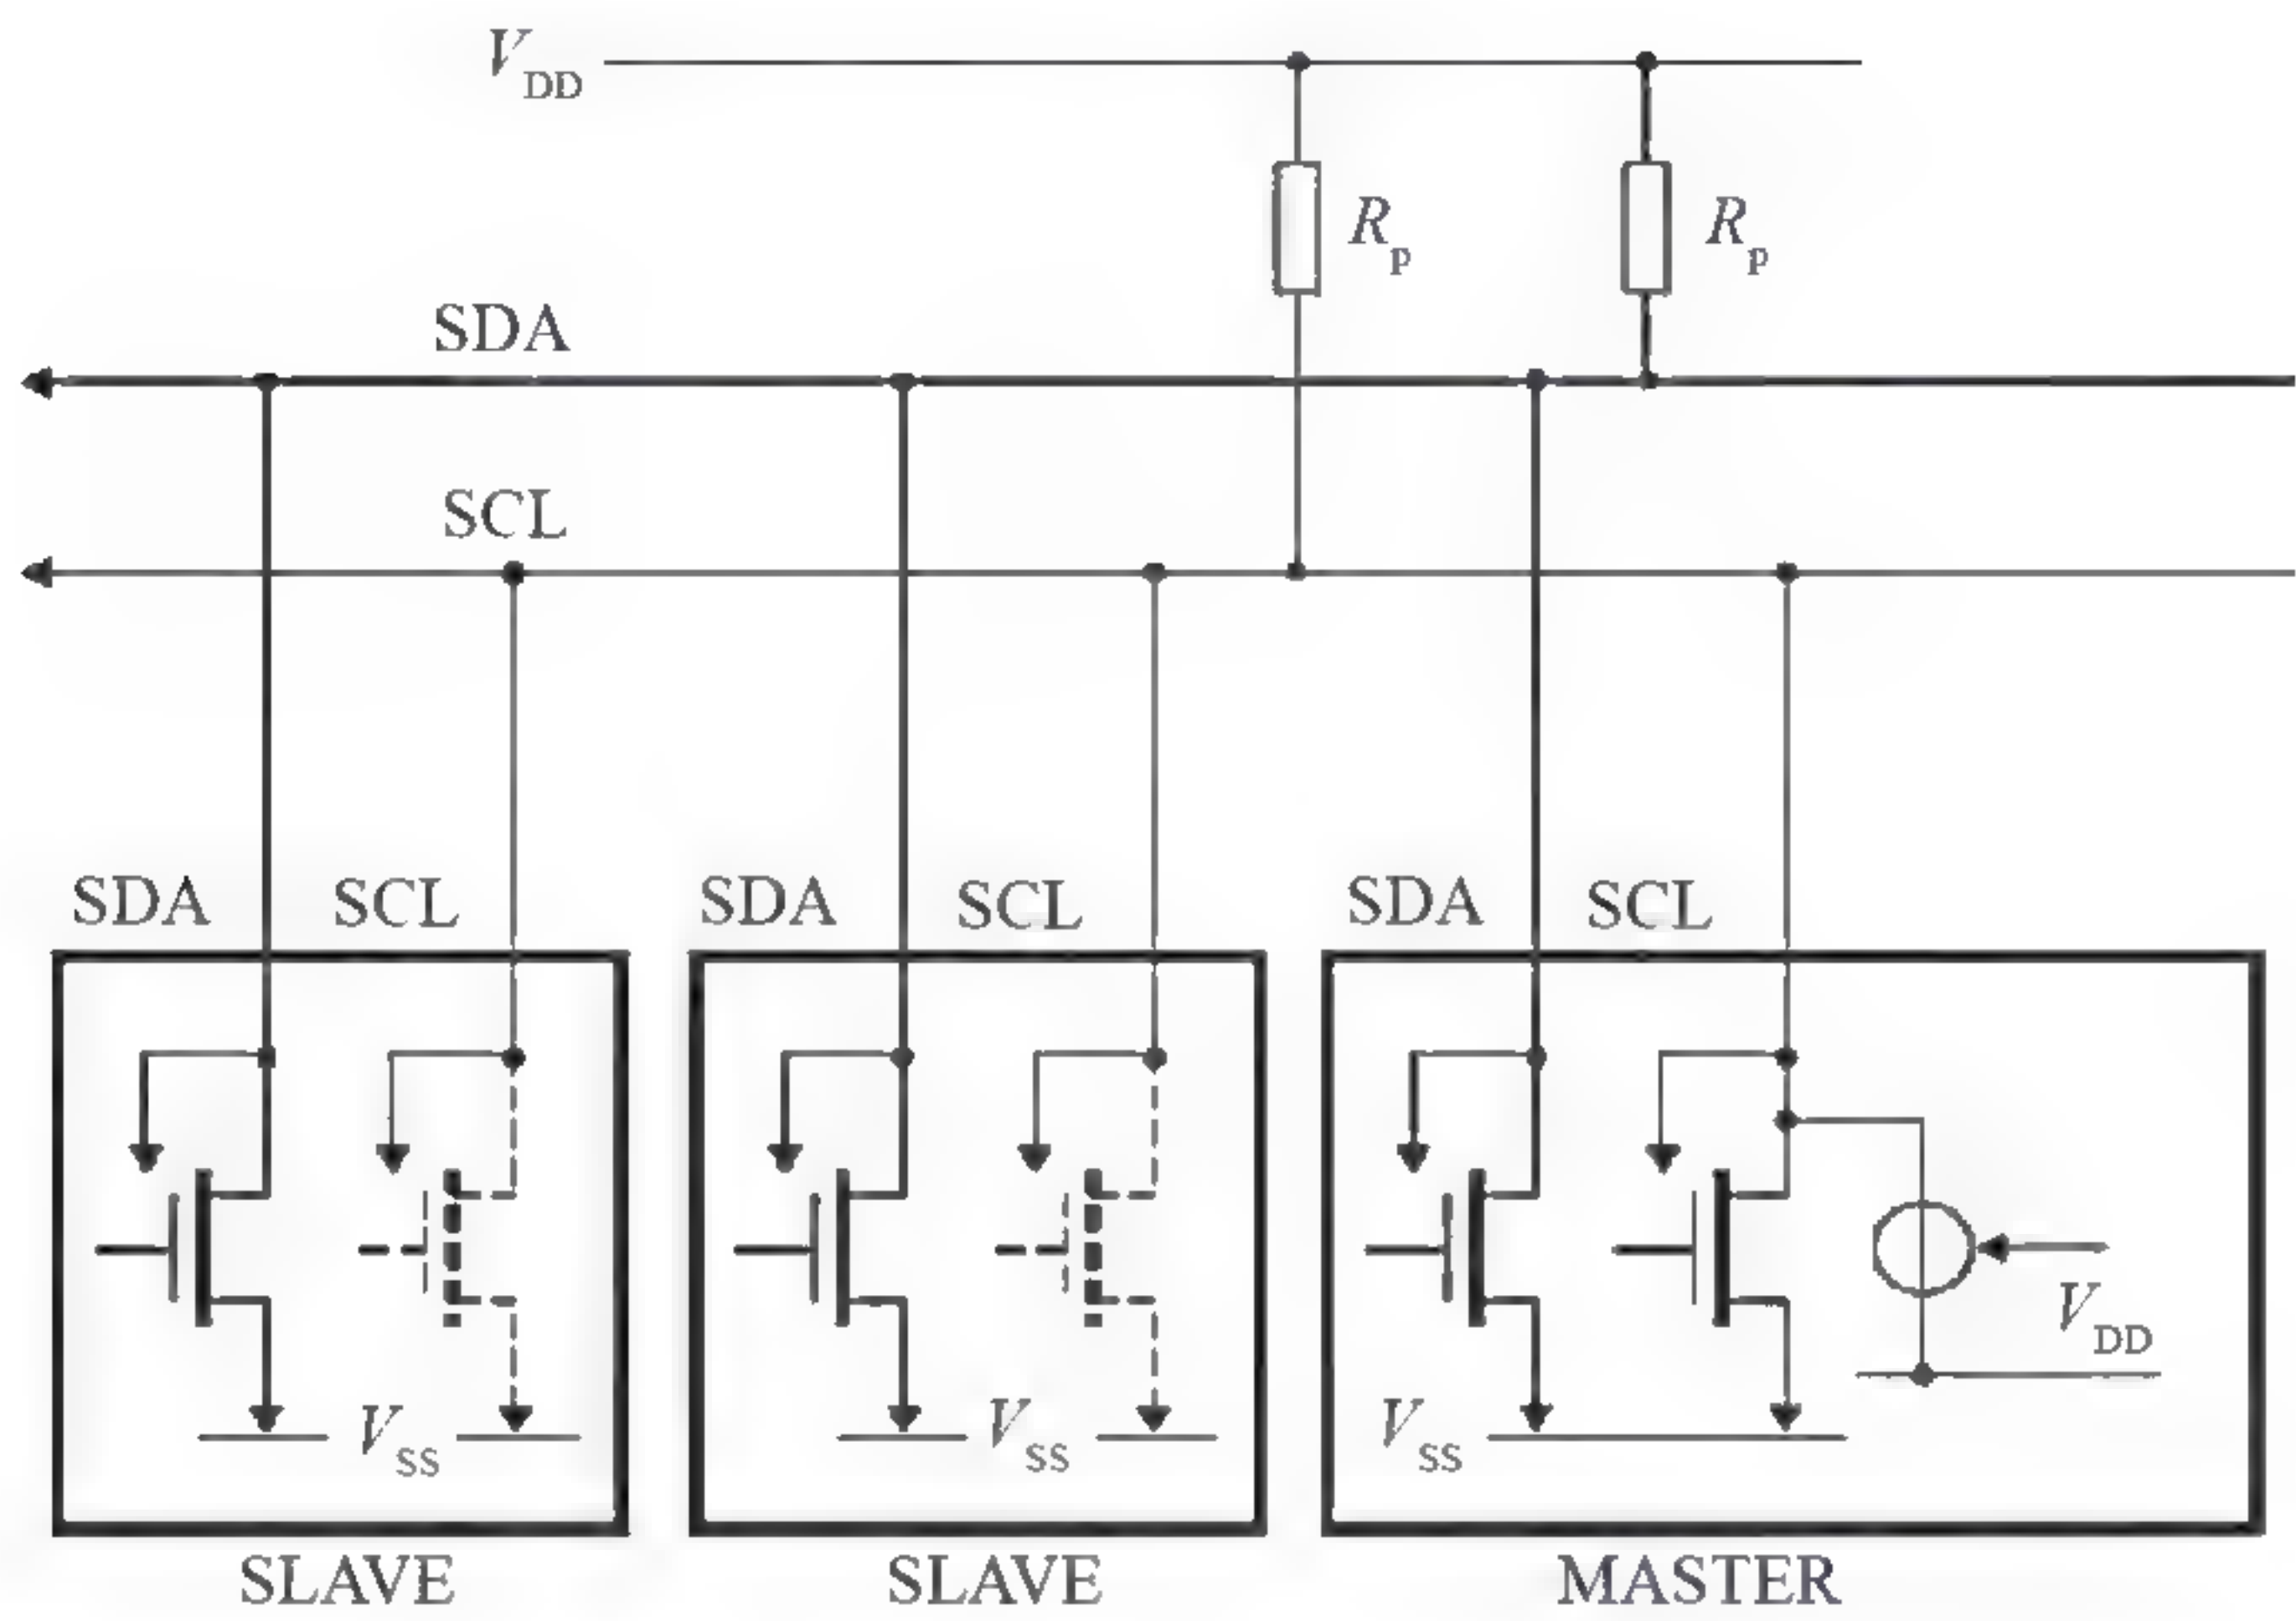 VDD
Rp Rp
SDA
SCL
SDA SCL SDA SCL SDA SCL
VDD
VSS VSS VSS
SLAVE SLAVE MASTER